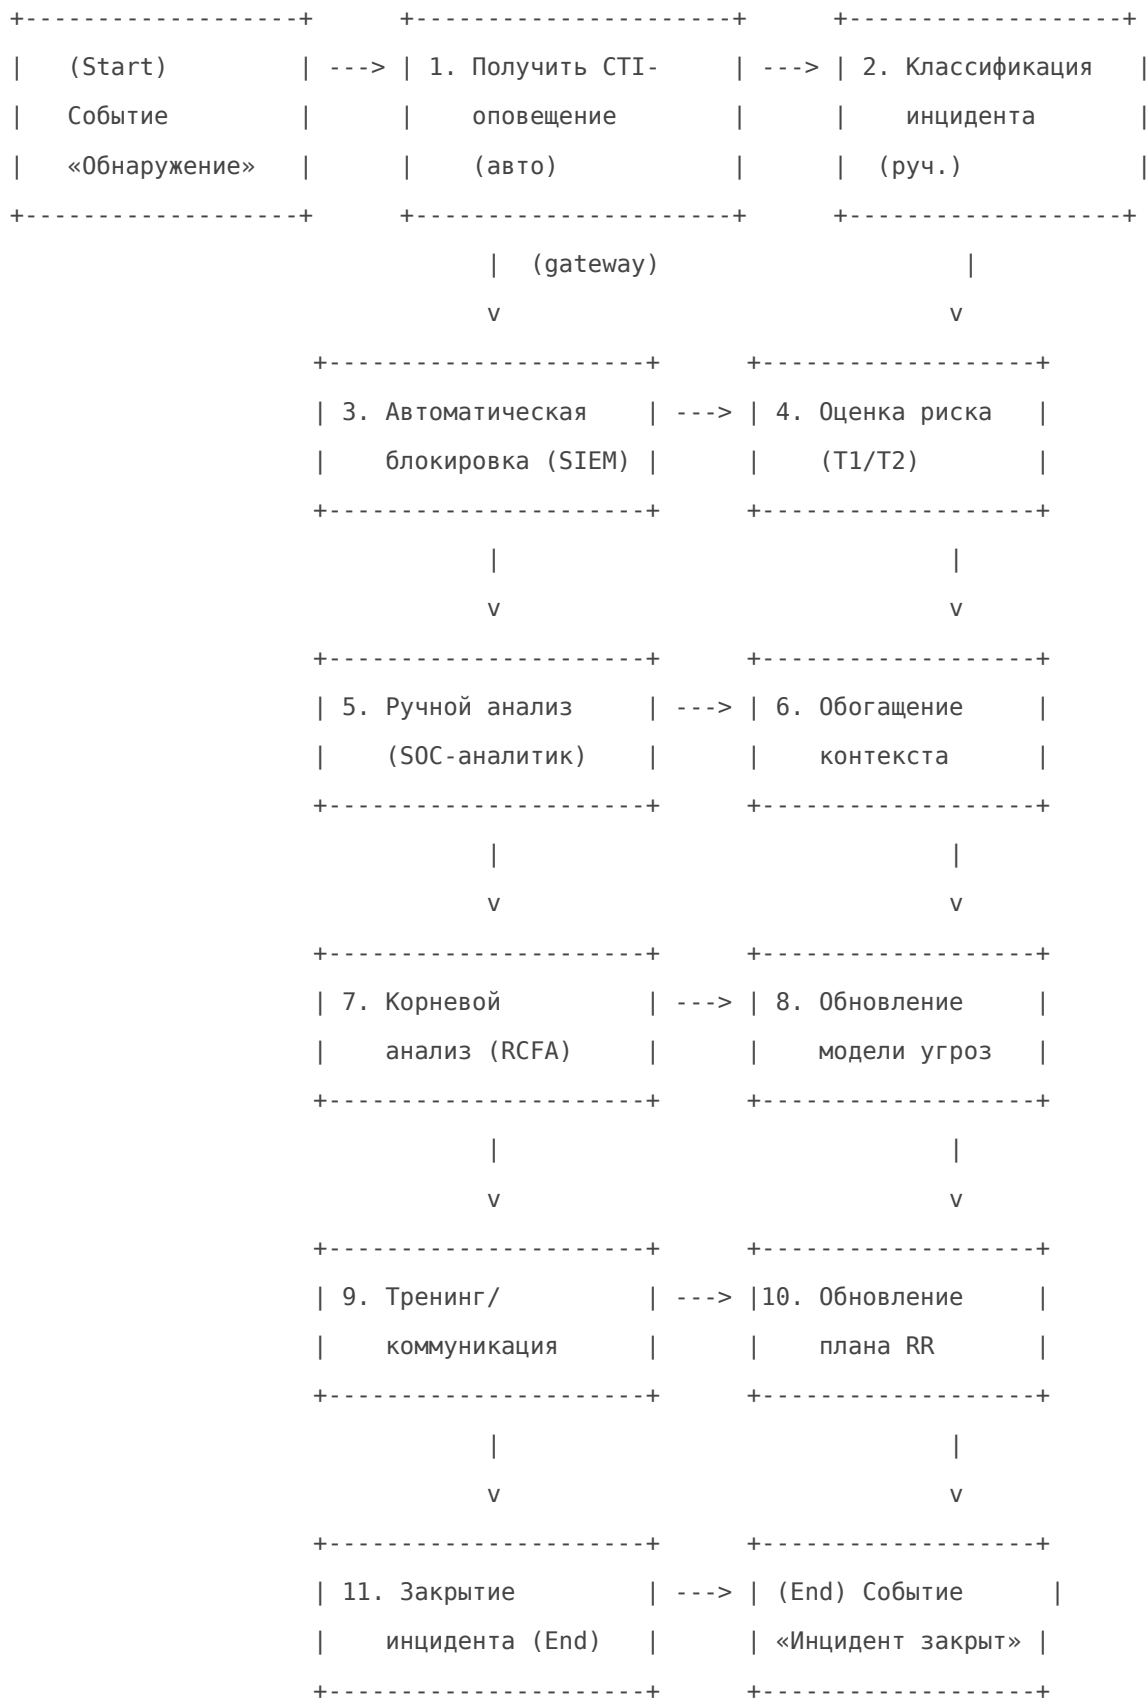 +-------------------+      +----------------------+      +-------------------+
|   (Start)         | ---> | 1. Получить CTI-     | ---> | 2. Классификация   |
|   Событие         |      |    оповещение        |      |    инцидента       |
|   «Обнаружение»   |      |    (авто)            |      |  (руч.)            |
+-------------------+      +----------------------+      +-------------------+
                                 |  (gateway)                     |
                                 v                               v
                     +----------------------+      +-------------------+
                     | 3. Автоматическая    | ---> | 4. Оценка риска   |
                     |    блокировка (SIEM) |      |    (T1/T2)        |
                     +----------------------+      +-------------------+
                                 |                               |
                                 v                               v
                     +----------------------+      +-------------------+
                     | 5. Ручной анализ     | ---> | 6. Обогащение     |
                     |    (SOC-аналитик)    |      |    контекста      |
                     +----------------------+      +-------------------+
                                 |                               |
                                 v                               v
                     +----------------------+      +-------------------+
                     | 7. Корневой          | ---> | 8. Обновление     |
                     |    анализ (RCFA)     |      |    модели угроз   |
                     +----------------------+      +-------------------+
                                 |                               |
                                 v                               v
                     +----------------------+      +-------------------+
                     | 9. Тренинг/          | ---> |10. Обновление     |
                     |    коммуникация      |      |    плана RR       |
                     +----------------------+      +-------------------+
                                 |                               |
                                 v                               v
                     +----------------------+      +-------------------+
                     | 11. Закрытие         | ---> | (End) Событие      |
                     |    инцидента (End)   |      | «Инцидент закрыт» |
                     +----------------------+      +-------------------+